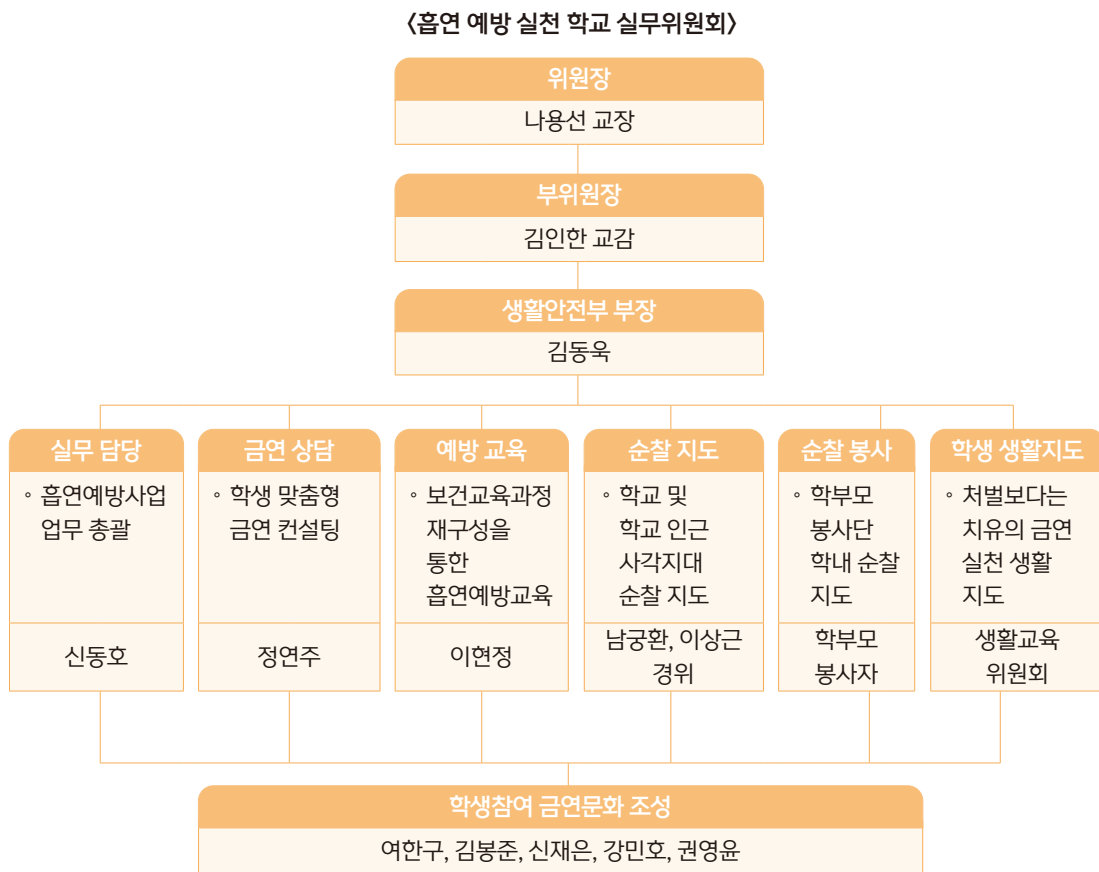 〈흡연 예방 실천 학교 실무위원회〉
위원장
나용선 교장
부위원장
김인한 교감
생활안전부 부장
김동욱
실무 담당
◦ 흡연예방사업
업무 총괄
신동호
금연 상담
◦ 학생 맞춤형
금연 컨설팅
정연주
예방 교육
◦ 보건교육과정
재구성을
통한
흡연예방교육
이현정
순찰 지도
◦ 학교 및
학교 인근
사각지대
순찰 지도
남궁환, 이상근
경위
순찰 봉사
◦ 학부모
봉사단
학내 순찰
지도
학부모
봉사자
학생 생활지도
◦ 처벌보다는
치유의 금연
실천 생활
지도
생활교육
위원회
학생참여 금연문화 조성
여한구, 김봉준, 신재은, 강민호, 권영윤